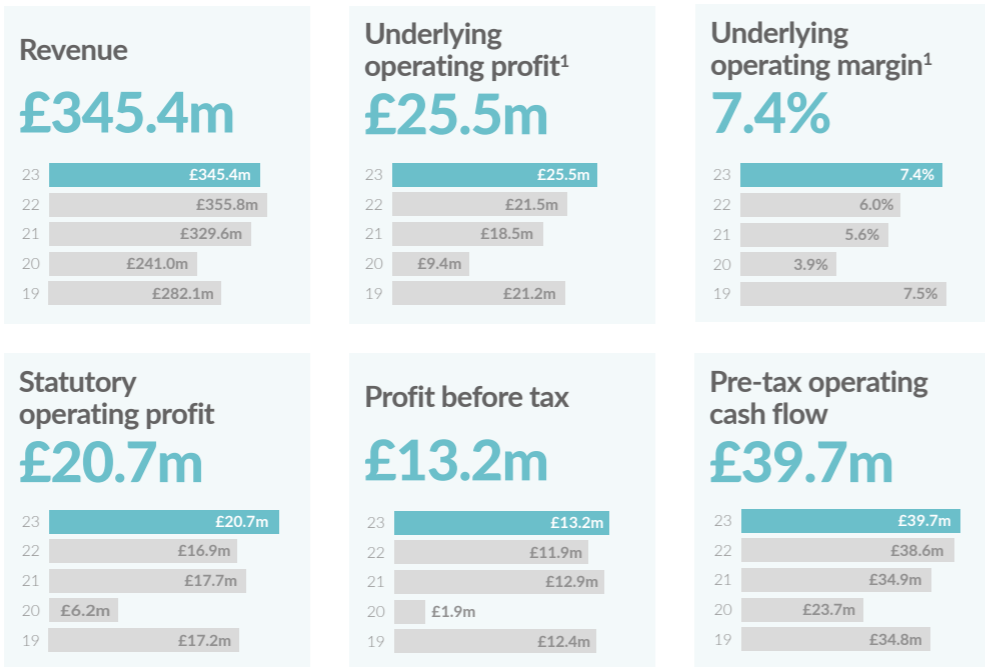 Revenue
£345.4m
23 £345.4m
22 £355.8m
21 £329.6m
20 £241.0m
19 £282.1m
Underlying
operating profit¹
£25.5m
23 £25.5m
22 £21.5m
21 £18.5m
20 £9.4m
19 £21.2m
Underlying
operating margin¹
7.4%
23 7.4%
22 6.0%
21 5.6%
20 3.9%
19 7.5%
Statutory
operating profit
£20.7m
23 £20.7m
22 £16.9m
21 £17.7m
20 £6.2m
19 £17.2m
Profit before tax
£13.2m
23 £13.2m
22 £11.9m
21 £12.9m
20 £1.9m
19 £12.4m
Pre-tax operating
cash flow
£39.7m
23 £39.7m
22 £38.6m
21 £34.9m
20 £23.7m
19 £34.8m